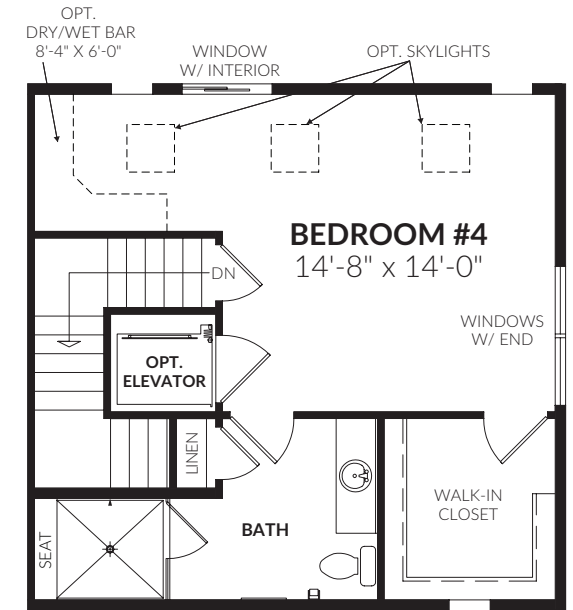 OPT.
DRY/WET BAR
8'-4" X 6'-0"
WINDOW
W/ INTERIOR
OPT. SKYLIGHTS
BEDROOM #4
14'-8" x 14'-0"
DN
WINDOWS
W/ END
OPT.
ELEVATOR
LINEN
WALK-IN
CLOSET
BATH
SEAT